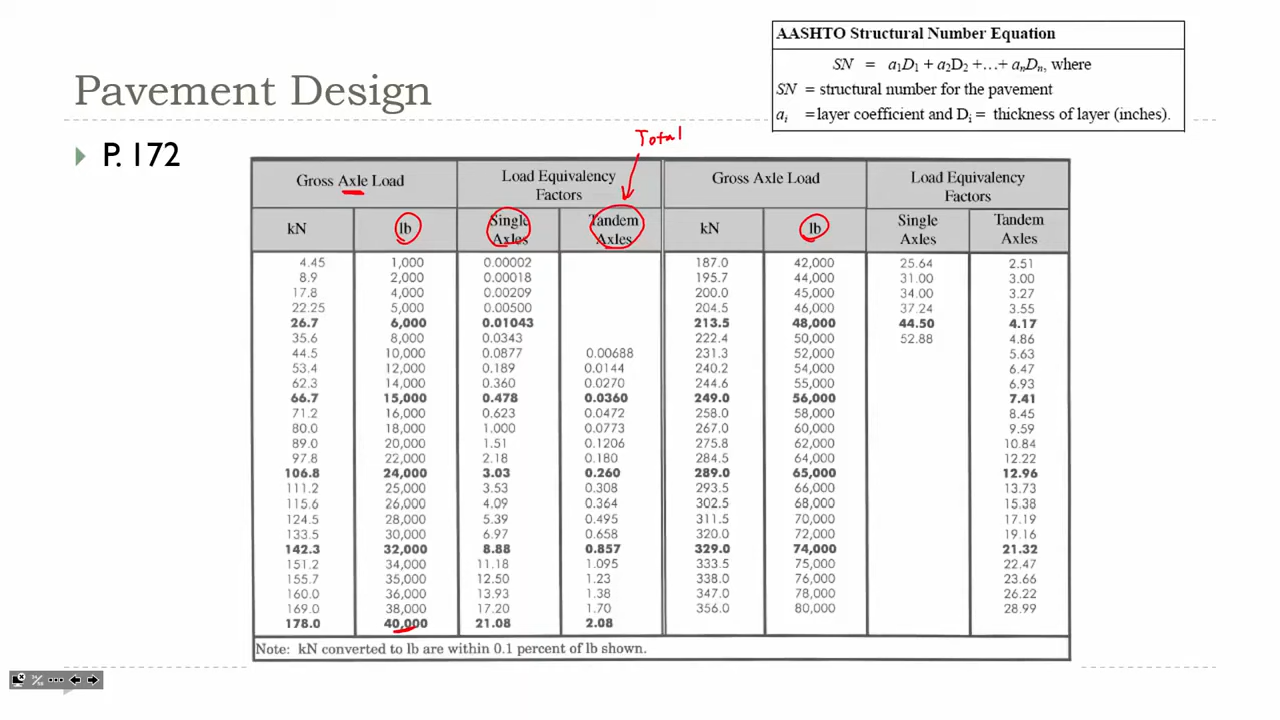 AASHTO Structural Number Equation
SN = a1D1 + a2D2 +…+ anDn, where
SN = structural number for the pavement
ai =layer coefficient and Di = thickness of layer (inches).
Pavement Design
P. 172
Total
Gross Axle Load Load Equivalency Factors Gross Axle Load Load Equivalency Factors
kN lb Single Axles Tandem Axles kN lb Single Axles Tandem Axles
4.45 1,000 0.00002 187.0 42,000 25.64 2.51
8.9 2,000 0.00018 195.7 44,000 31.00 3.00
17.8 4,000 0.00209 200.0 45,000 34.00 3.27
22.25 5,000 0.00500 204.5 46,000 37.24 3.55
26.7 6,000 0.01043 213.5 48,000 44.50 4.17
35.6 8,000 0.0343 222.4 50,000 52.88 4.86
44.5 10,000 0.0877 0.00688 231.3 52,000 5.63
53.4 12,000 0.189 0.0144 240.2 54,000 6.47
62.3 14,000 0.360 0.0270 244.6 55,000 6.93
66.7 15,000 0.478 0.0360 249.0 56,000 7.41
71.2 16,000 0.623 0.0472 258.0 58,000 8.45
80.0 18,000 1.000 0.0773 267.0 60,000 9.59
89.0 20,000 1.51 0.1206 275.8 62,000 10.84
97.8 22,000 2.18 0.180 284.5 64,000 12.22
106.8 24,000 3.03 0.260 289.0 65,000 12.96
111.2 25,000 3.53 0.308 293.5 66,000 13.73
115.6 26,000 4.09 0.364 302.5 68,000 15.38
124.5 28,000 5.39 0.495 311.5 70,000 17.19
133.5 30,000 6.97 0.658 320.0 72,000 19.16
142.3 32,000 8.88 0.857 329.0 74,000 21.32
151.2 34,000 11.18 1.095 333.5 75,000 22.47
155.7 35,000 12.50 1.23 338.0 76,000 23.66
160.0 36,000 13.93 1.38 347.0 78,000 26.22
169.0 38,000 17.20 1.70 356.0 80,000 28.99
178.0 40,000 21.08 2.08
Note: kN converted to lb are within 0.1 percent of lb shown.